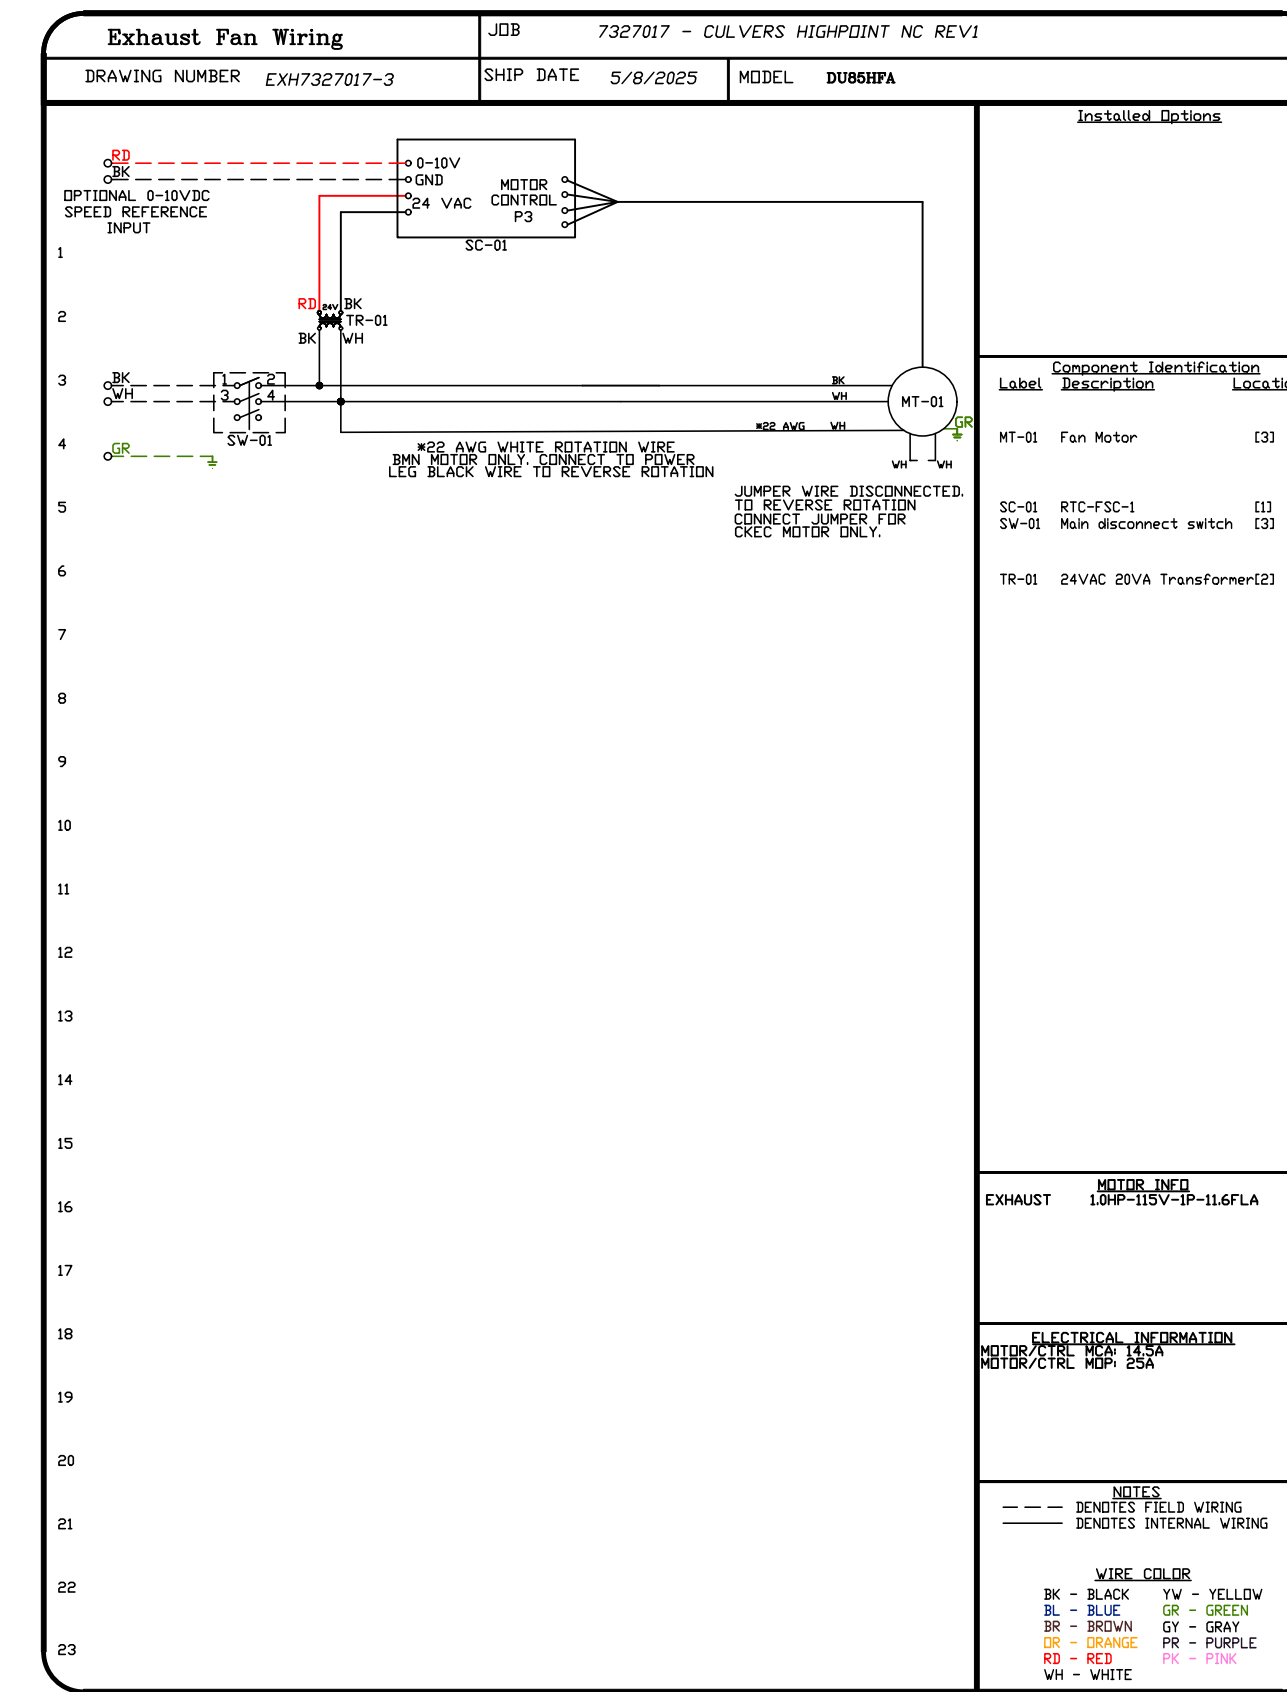 Exhaust Fan Wiring
JOB 7327017 - CULVERS HIGHPOINT NC REV1
DRAWING NUMBER EXH7327017-3
SHIP DATE 5/8/2025
MODEL DU85HFA
Installed Options
RD
BK
OPTIONAL 0-10VDC
SPEED REFERENCE
INPUT
0-10V
GND
24 VAC
MOTOR
CONTROL
P3
SC-01
1
RD 24V BK
2
TR-01
BK WH
3
BK
WH
1 2
3 4
SW-01
BK
WH
MT-01
*22 AWG WH
GR
4
GR
*22 AWG WHITE ROTATION WIRE
BMN MOTOR ONLY. CONNECT TO POWER
LEG BLACK WIRE TO REVERSE ROTATION
WH WH
JUMPER WIRE DISCONNECTED.
TO REVERSE ROTATION
CONNECT JUMPER FOR
CKEC MOTOR ONLY.
5
6
7
8
9
10
11
12
13
14
15
16
17
18
19
20
21
22
23
Component Identification
Label Description Locatio
MT-01 Fan Motor [3]
SC-01 RTC-FSC-1 [1]
SW-01 Main disconnect switch [3]
TR-01 24VAC 20VA Transformer[2]
MOTOR INFO
EXHAUST 1.0HP-115V-1P-11.6FLA
ELECTRICAL INFORMATION
MOTOR/CTRL MCA: 14.5A
MOTOR/CTRL MOP: 25A
NOTES
DENOTES FIELD WIRING
DENOTES INTERNAL WIRING
WIRE COLOR
BK - BLACK YW - YELLOW
BL - BLUE GR - GREEN
BR - BROWN GY - GRAY
OR - ORANGE PR - PURPLE
RD - RED PK - PINK
WH - WHITE